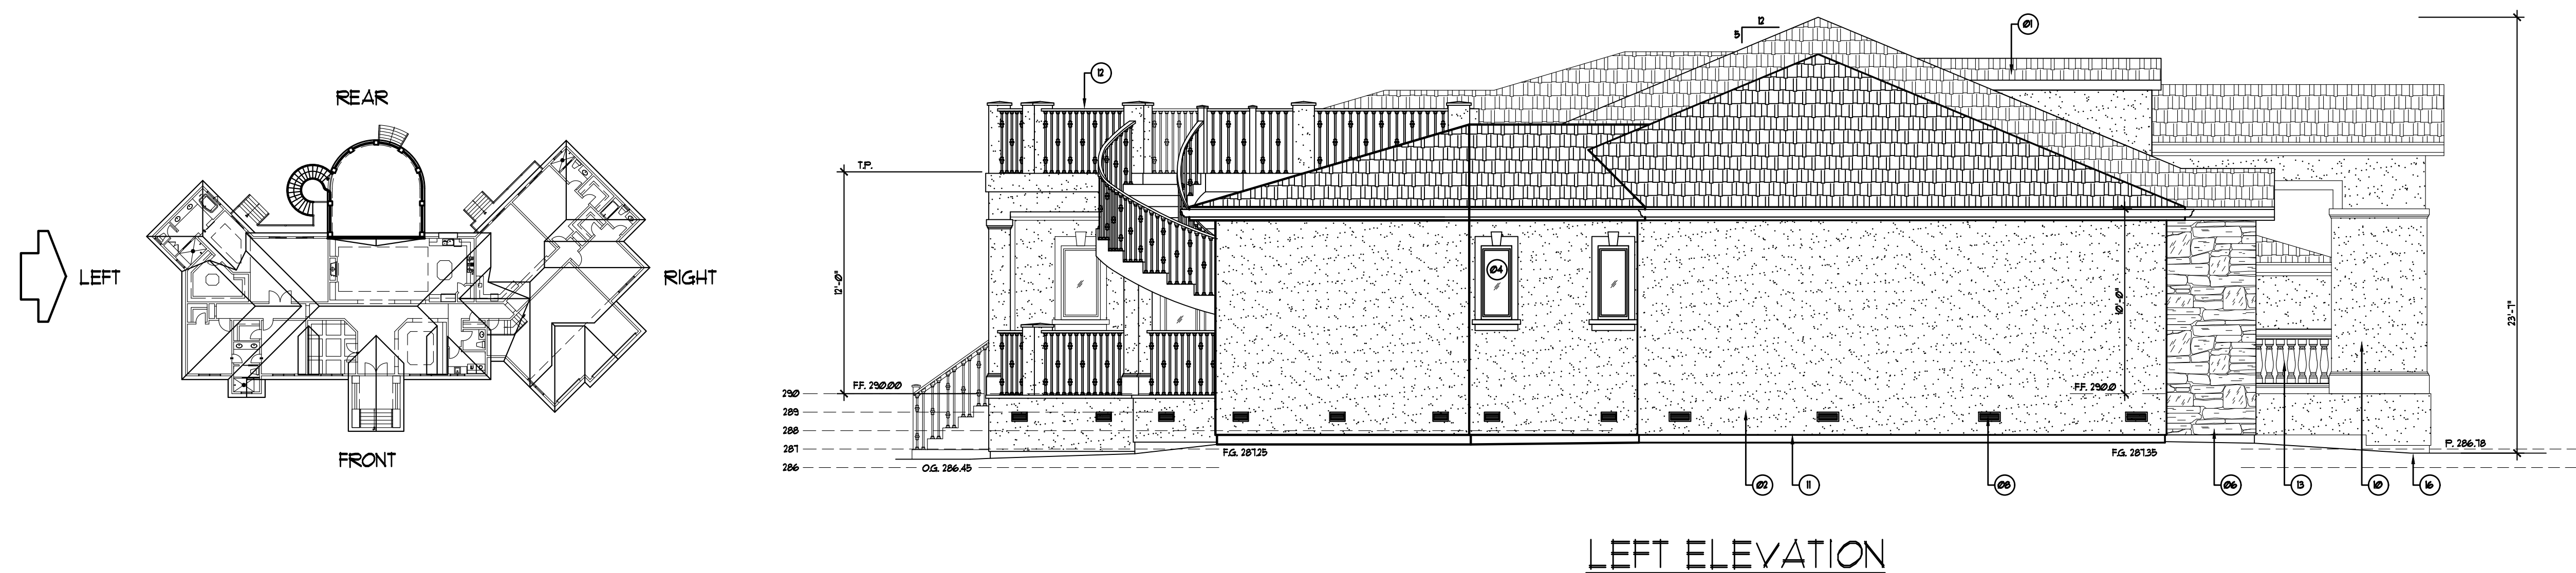 REAR
LEFT
RIGHT
FRONT
12
5
01
12
T.P.
12'-0"
04
10'-0"
23'-7"
F.F. 290.00
F.F. 290.0
290
289
288
287
286
O.G. 286.45
F.G. 287.25
F.G. 287.35
P. 286.78
02
11
08
06
13
10
16
LEFT ELEVATION